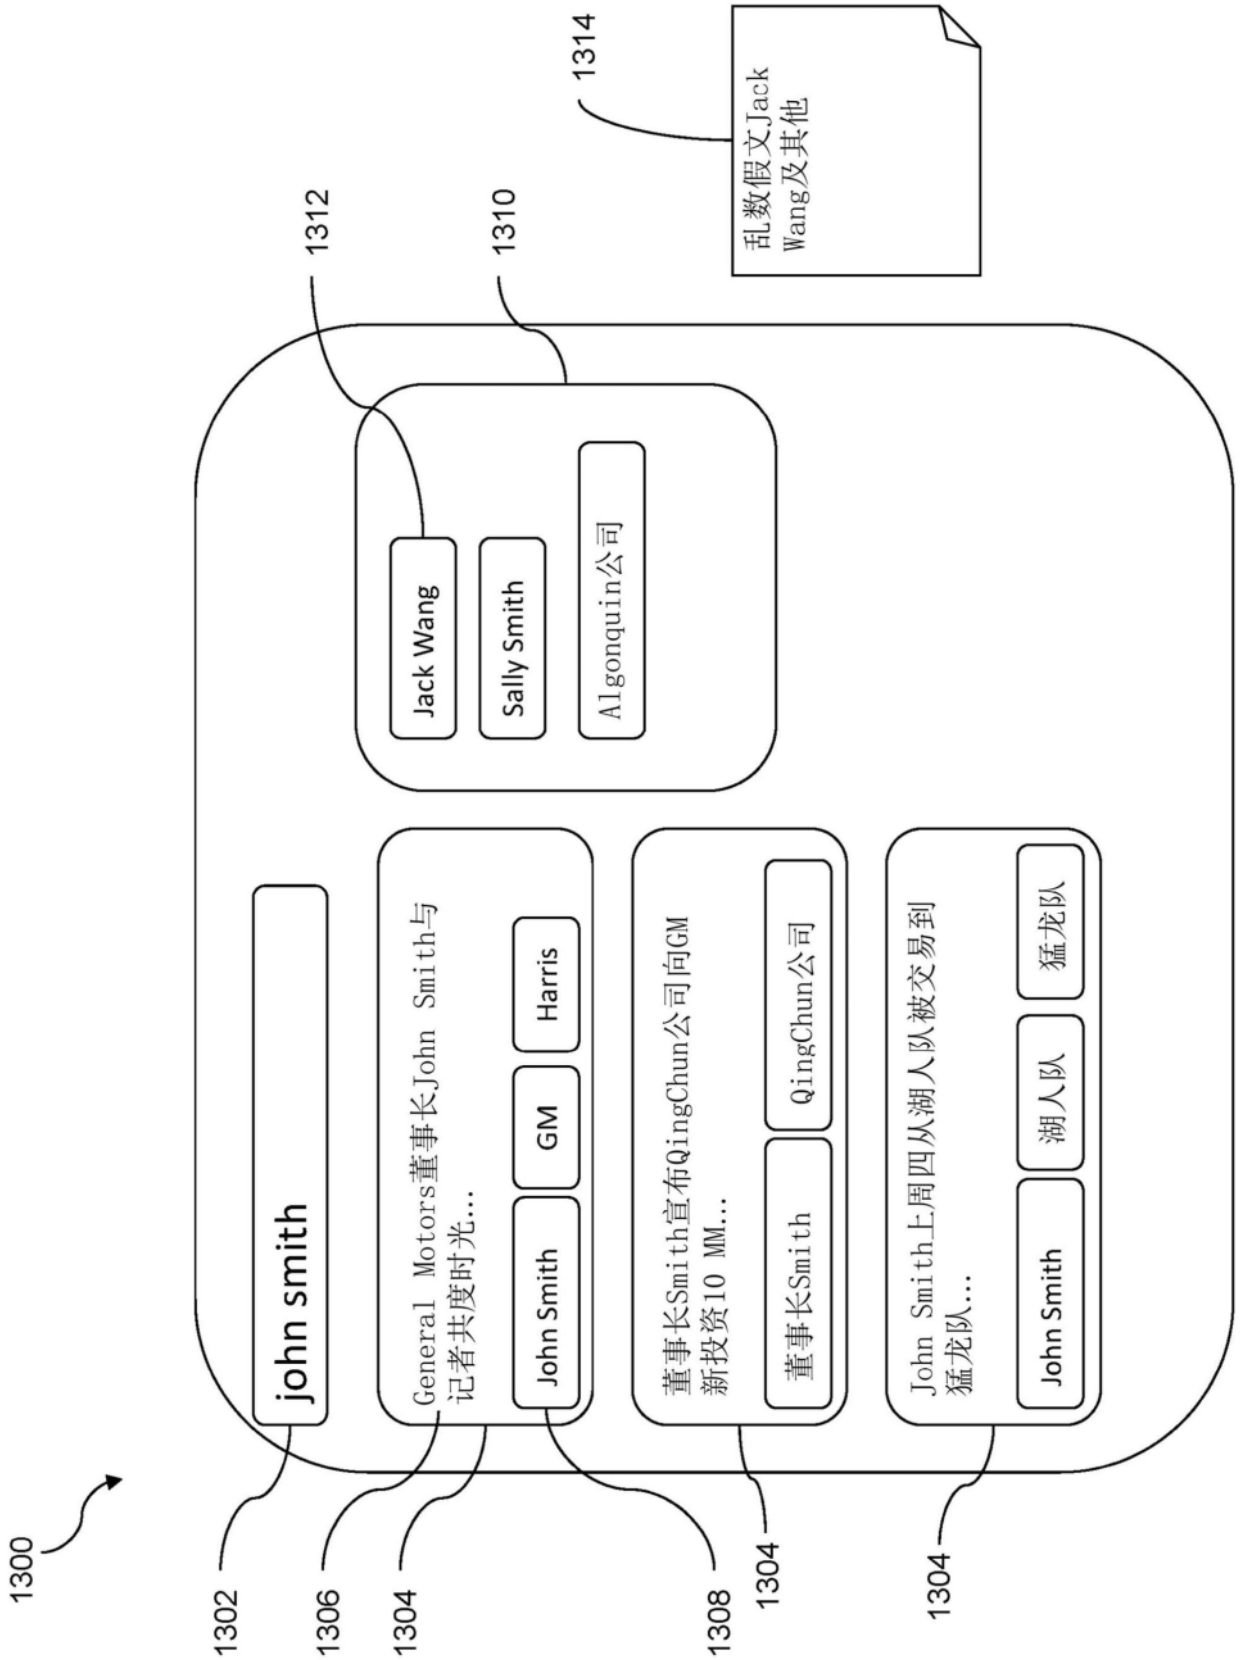 1300
1302
john smith
1306
1304
General Motors董事长John Smith与
记者共度时光...
John Smith
GM
Harris
1308
1304
董事长Smith宣布QingChun公司向GM
新投资10 MM...
董事长Smith
QingChun公司
1304
John Smith上周四从湖人队被交易到
猛龙队...
John Smith
湖人队
猛龙队
1312
Jack Wang
Sally Smith
Algonquin公司
1310
1314
乱数假文Jack
Wang及其他